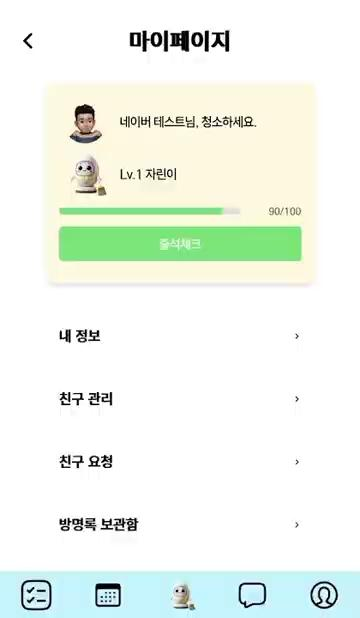 마이페이지
네이버 테스트님, 청소하세요.
Lv.1 자린이
90/100
출석체크
내 정보
친구 관리
친구 요청
방명록 보관함